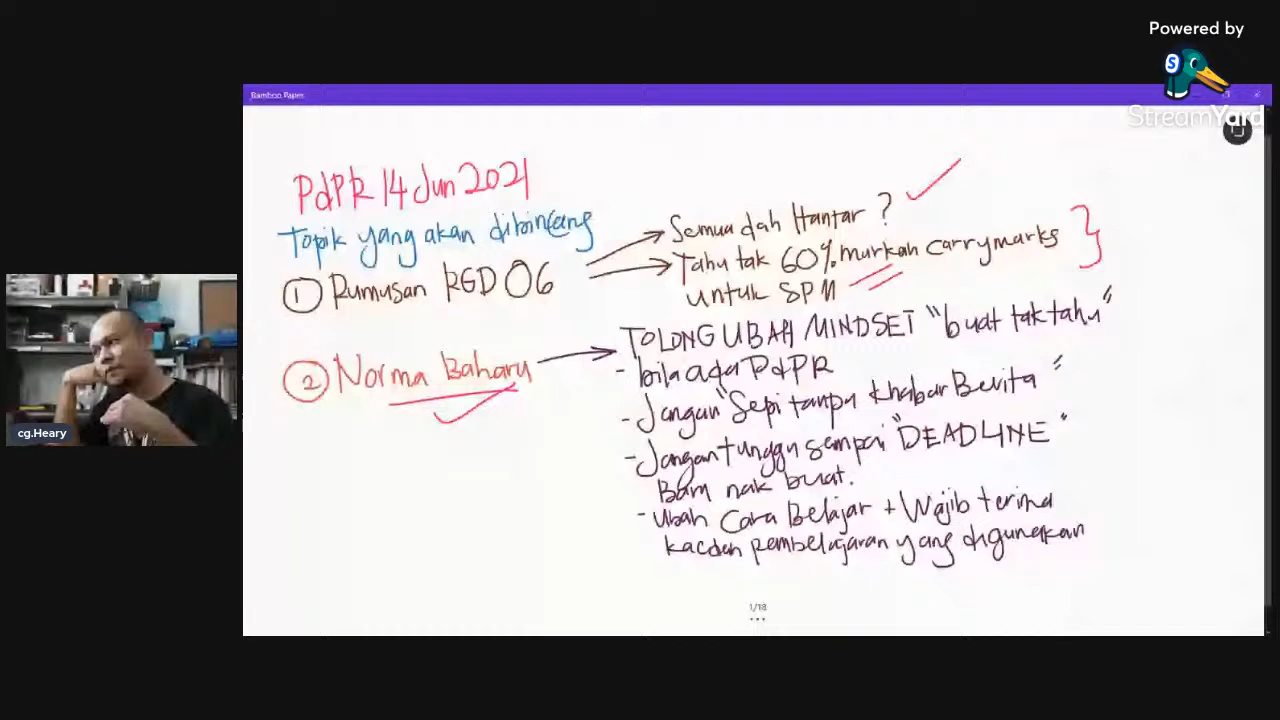 Powered by
StreamYard
Bamboo Paper
PdPR 14 Jun 2021
Topik yang akan dibincang
① Rumusan RGD 06
Semua dah Hantar ?
Tahu tak 60% markah carrymarks
untuk SPM
② Norma Baharu
TOLONG UBAH MINDSET "buat tak tahu"
- bila ada PdPR
- Jangan "Sepi tanpa Khabar Berita"
- Jangan tunggu sampai "DEADLINE"
Baru nak buat.
- Ubah Cara Belajar + Wajib terima
kaedah pembelajaran yang digunakan
cg.Heary
1/18